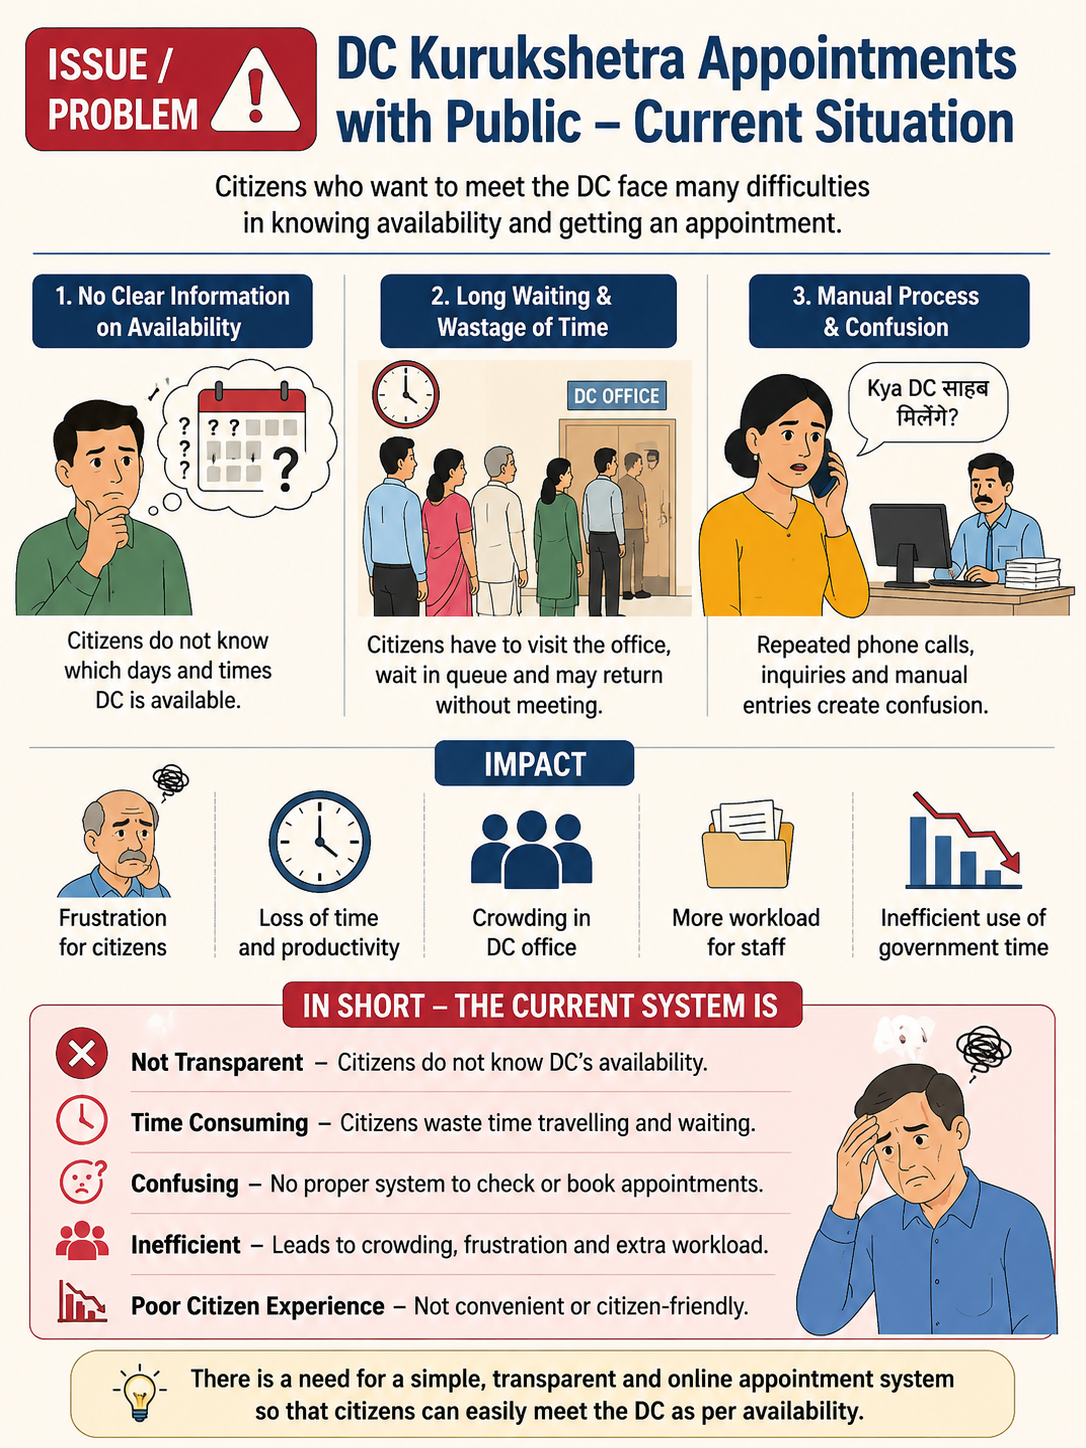 ISSUE /
PROBLEM
DC Kurukshetra Appointments
with Public – Current Situation
Citizens who want to meet the DC face many difficulties
in knowing availability and getting an appointment.
1. No Clear Information
on Availability
? ? ?
?
?
?
Citizens do not know
which days and times
DC is available.
2. Long Waiting &
Wastage of Time
DC OFFICE
Citizens have to visit the office,
wait in queue and may return
without meeting.
3. Manual Process
& Confusion
Kya DC साहब
मिलेंगे?
Repeated phone calls,
inquiries and manual
entries create confusion.
IMPACT
Frustration
for citizens
Loss of time
and productivity
Crowding in
DC office
More workload
for staff
Inefficient use of
government time
IN SHORT – THE CURRENT SYSTEM IS
Not Transparent – Citizens do not know DC's availability.
Time Consuming – Citizens waste time travelling and waiting.
Confusing – No proper system to check or book appointments.
Inefficient – Leads to crowding, frustration and extra workload.
Poor Citizen Experience – Not convenient or citizen-friendly.
There is a need for a simple, transparent and online appointment system
so that citizens can easily meet the DC as per availability.